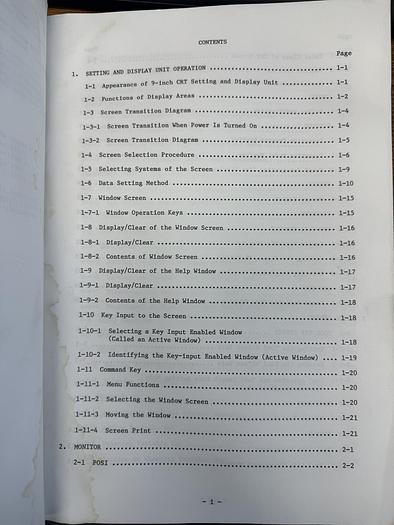 CONTENTS
Page
1. SETTING AND DISPLAY UNIT OPERATION ................................ 1-1
1-1 Appearance of 9-inch CRT Setting and Display Unit ............. 1-1
1-2 Functions of Display Areas .................................... 1-2
1-3 Screen Transition Diagram ..................................... 1-4
1-3-1 Screen Transition When Power Is Turned On ................... 1-4
1-3-2 Screen Transition Diagram ................................... 1-5
1-4 Screen Selection Procedure .................................... 1-6
1-5 Selecting Systems of the Screen ............................... 1-9
1-6 Data Setting Method ........................................... 1-10
1-7 Window Screen ................................................. 1-15
1-7-1 Window Operation Keys ....................................... 1-15
1-8 Display/Clear of the Window Screen ............................ 1-16
1-8-1 Display/Clear ............................................... 1-16
1-8-2 Contents of Window Screen ................................... 1-16
1-9 Display/Clear of the Help Window .............................. 1-17
1-9-1 Display/Clear ............................................... 1-17
1-9-2 Contents of the Help Window ................................. 1-18
1-10 Key Input to the Screen ...................................... 1-18
1-10-1 Selecting a Key Input Enabled Window
(Called an Active Window) .................................... 1-18
1-10-2 Identifying the Key-input Enabled Window (Active Window) .... 1-19
1-11 Command Key .................................................. 1-20
1-11-1 Menu Functions ............................................. 1-20
1-11-2 Selecting the Window Screen ................................ 1-20
1-11-3 Moving the Window .......................................... 1-21
1-11-4 Screen Print ............................................... 1-21
2. MONITOR ........................................................ 2-1
2-1 POSI .......................................................... 2-2
- 1 -